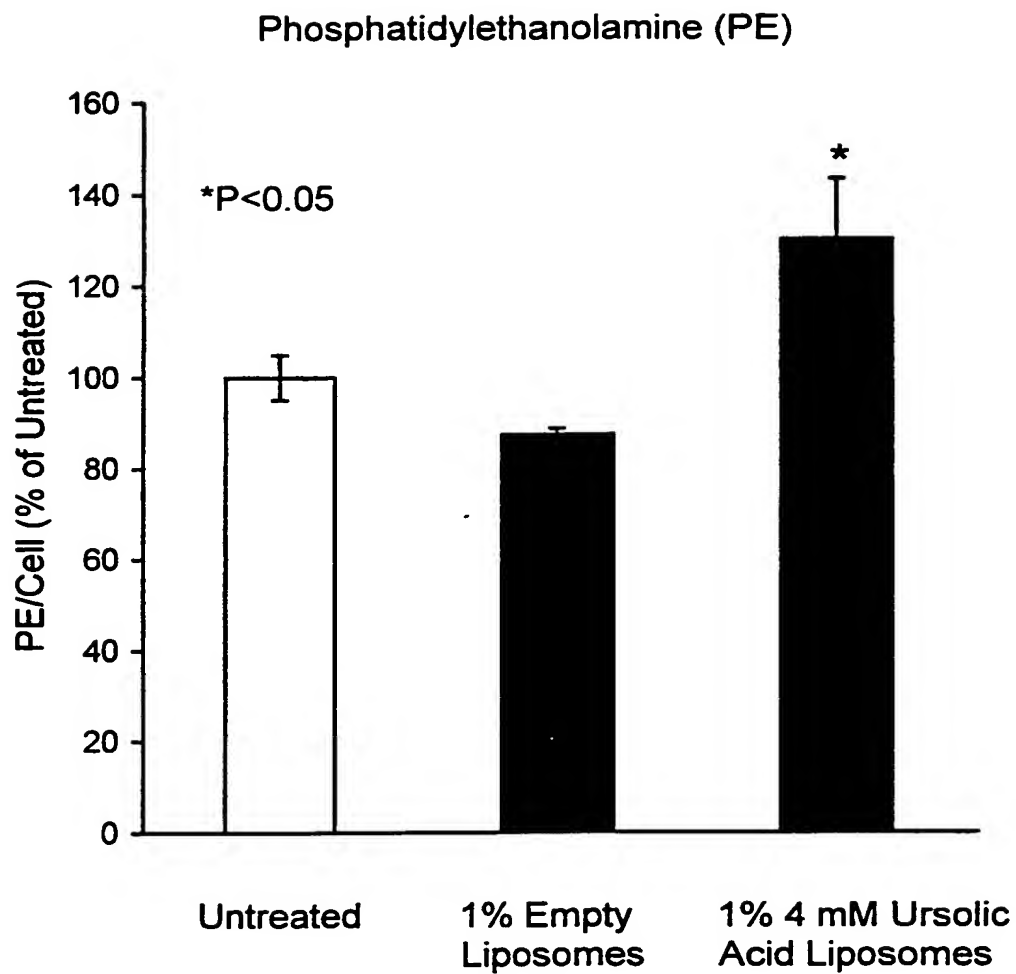 Phosphatidylethanolamine (PE)
160
140
120
100
80
60
40
20
0
*P<0.05
*
PE/Cell (% of Untreated)
Untreated
1% Empty
Liposomes
1% 4 mM Ursolic
Acid Liposomes